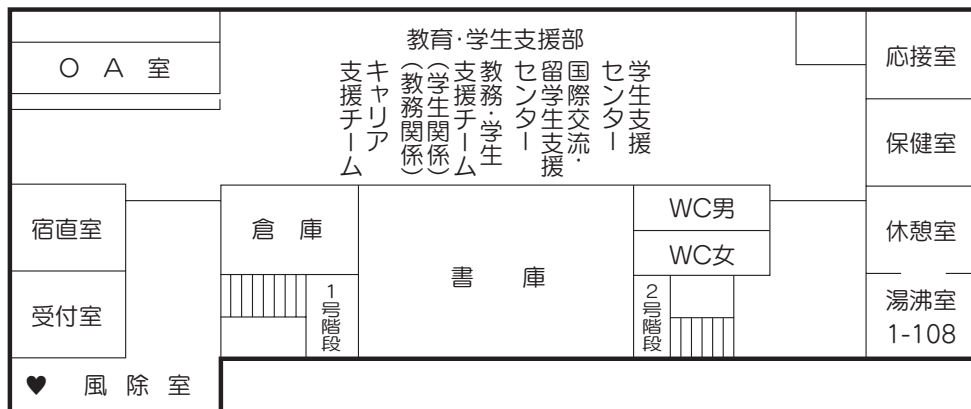 教育・学生支援部
OA室
学生支援
センター
国際交流・
留学生支援
センター
教務・学生
支援チーム
(学生関係)
(教務関係)
キャリア
支援チーム
応接室
保健室
宿直室
倉庫
WC男
WC女
休憩室
書庫
受付室
1号階段
2号階段
湯沸室
1-108
♥ 風除室